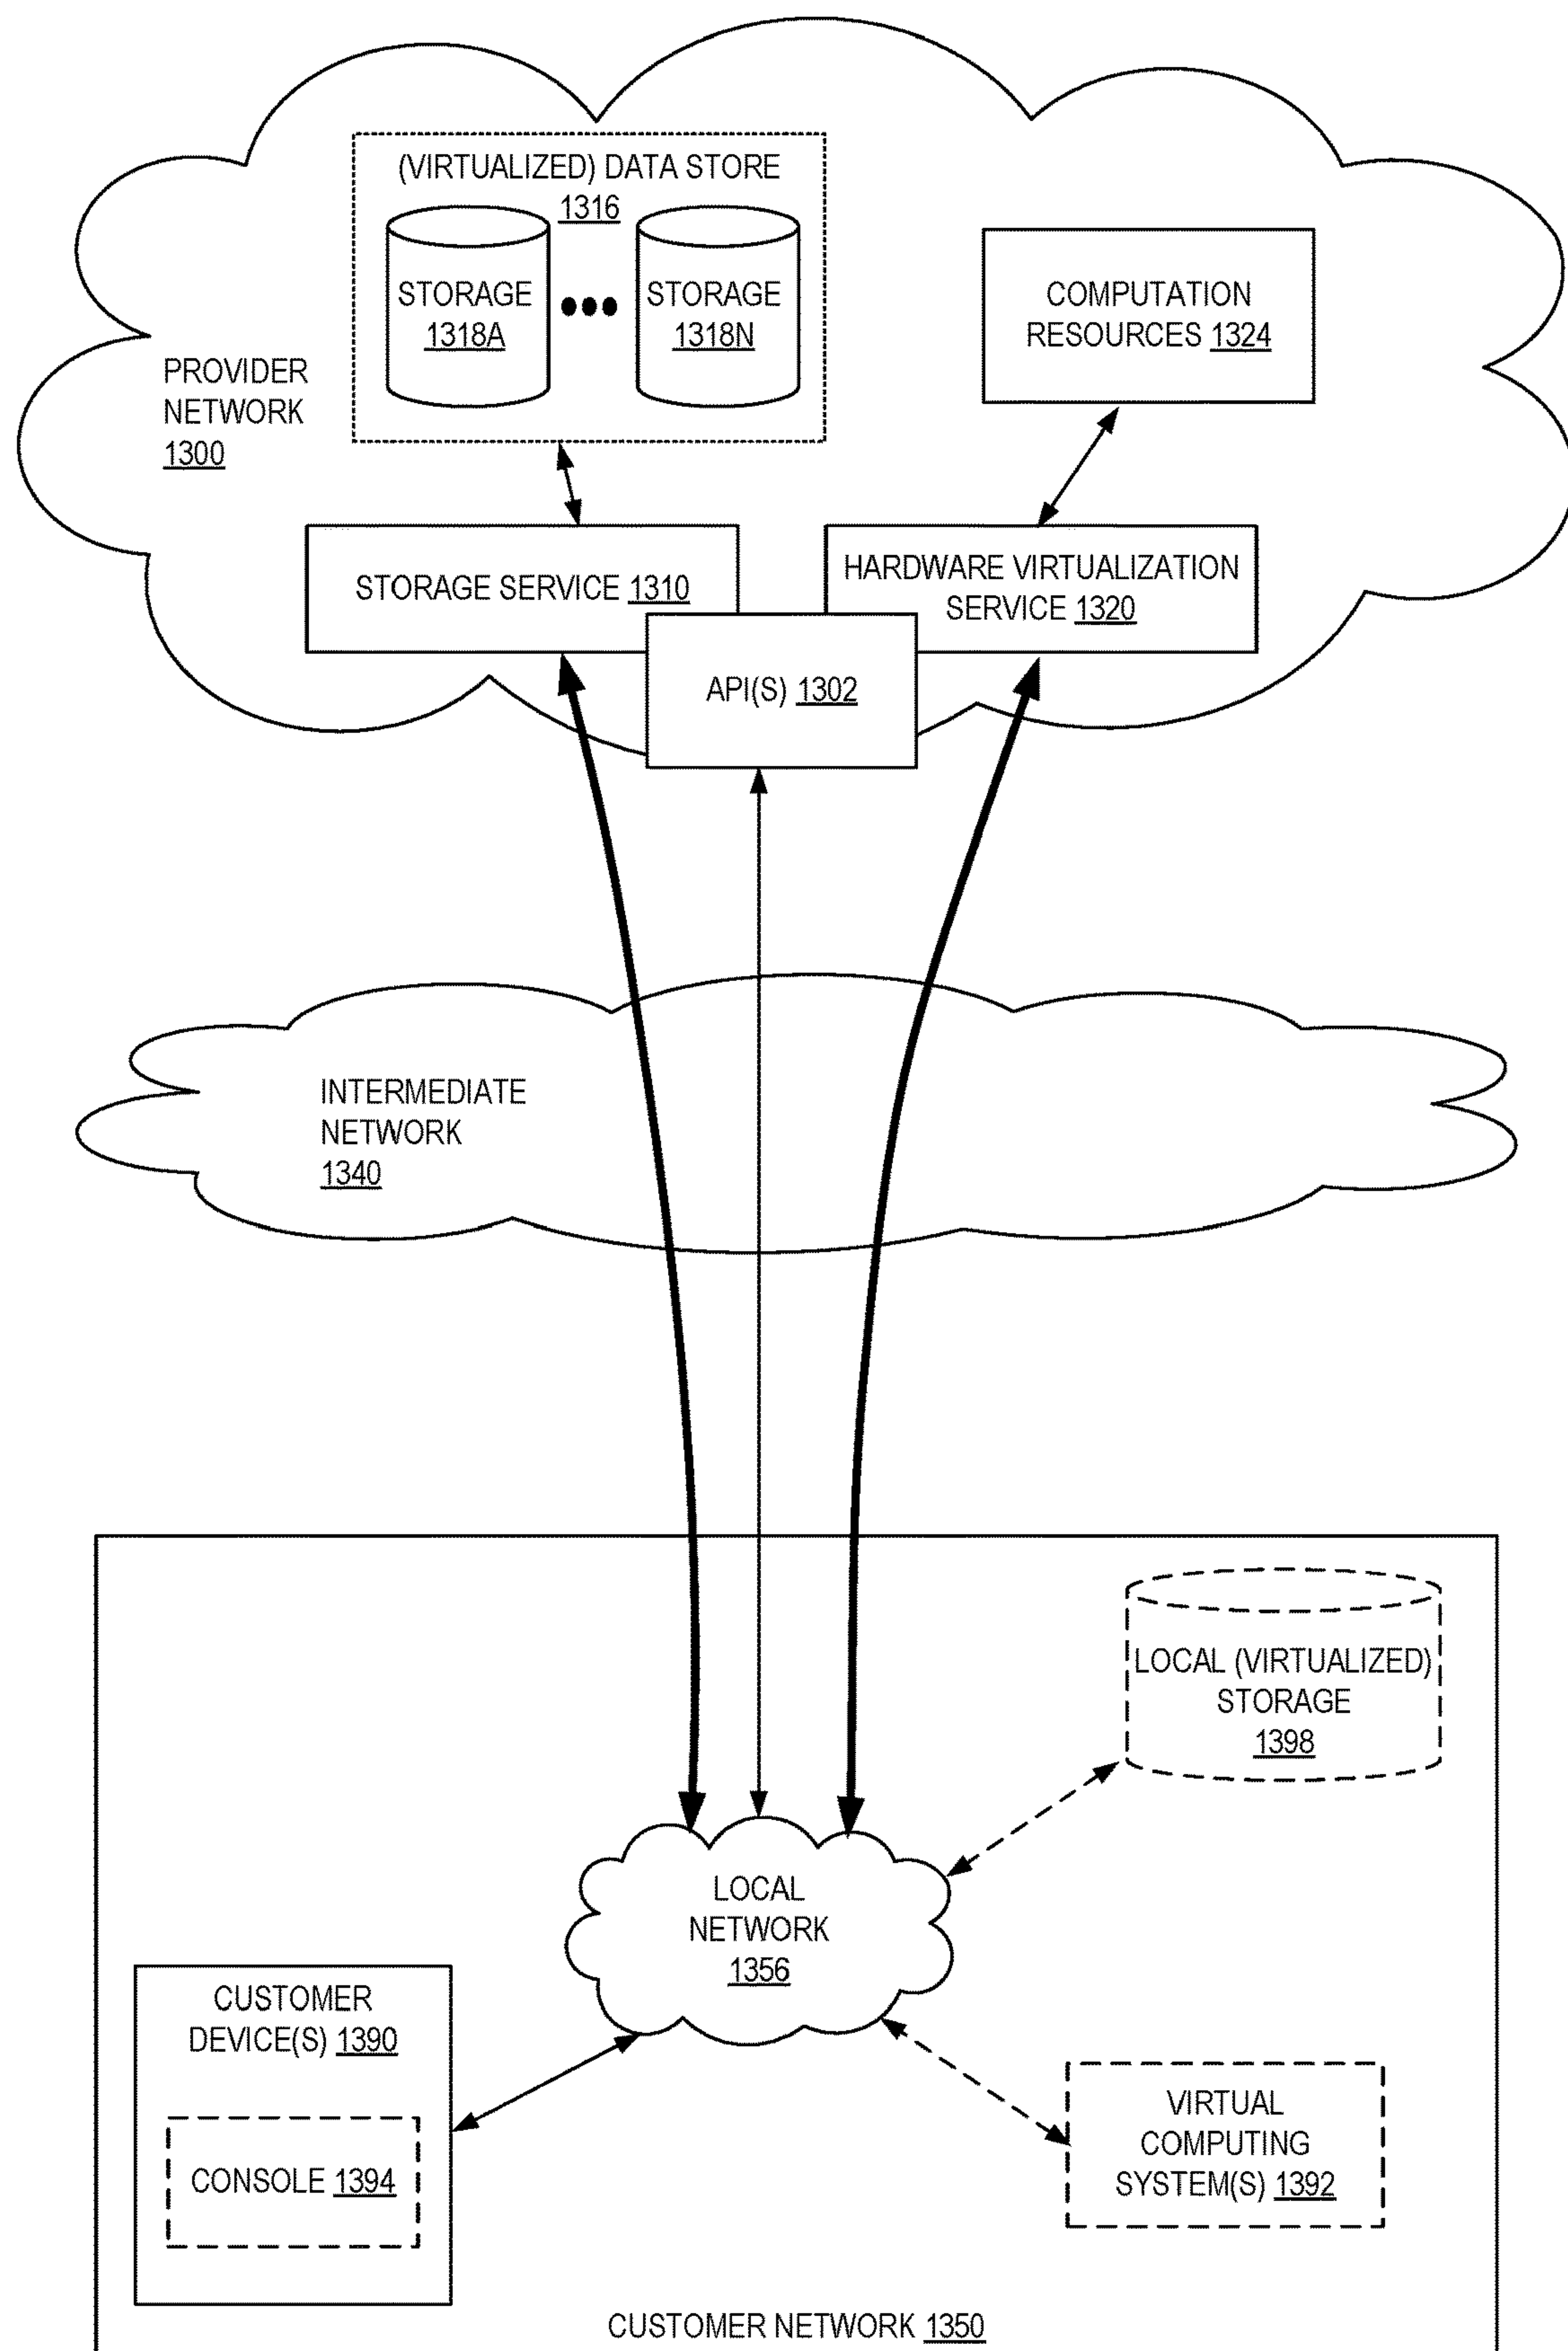 (VIRTUALIZED) DATA STORE
1316
STORAGE
1318A
STORAGE
1318N
COMPUTATION
RESOURCES 1324
PROVIDER
NETWORK
1300
STORAGE SERVICE 1310
HARDWARE VIRTUALIZATION
SERVICE 1320
API(S) 1302
INTERMEDIATE
NETWORK
1340
LOCAL (VIRTUALIZED)
STORAGE
1398
LOCAL
NETWORK
1356
CUSTOMER
DEVICE(S) 1390
CONSOLE 1394
VIRTUAL
COMPUTING
SYSTEM(S) 1392
CUSTOMER NETWORK 1350